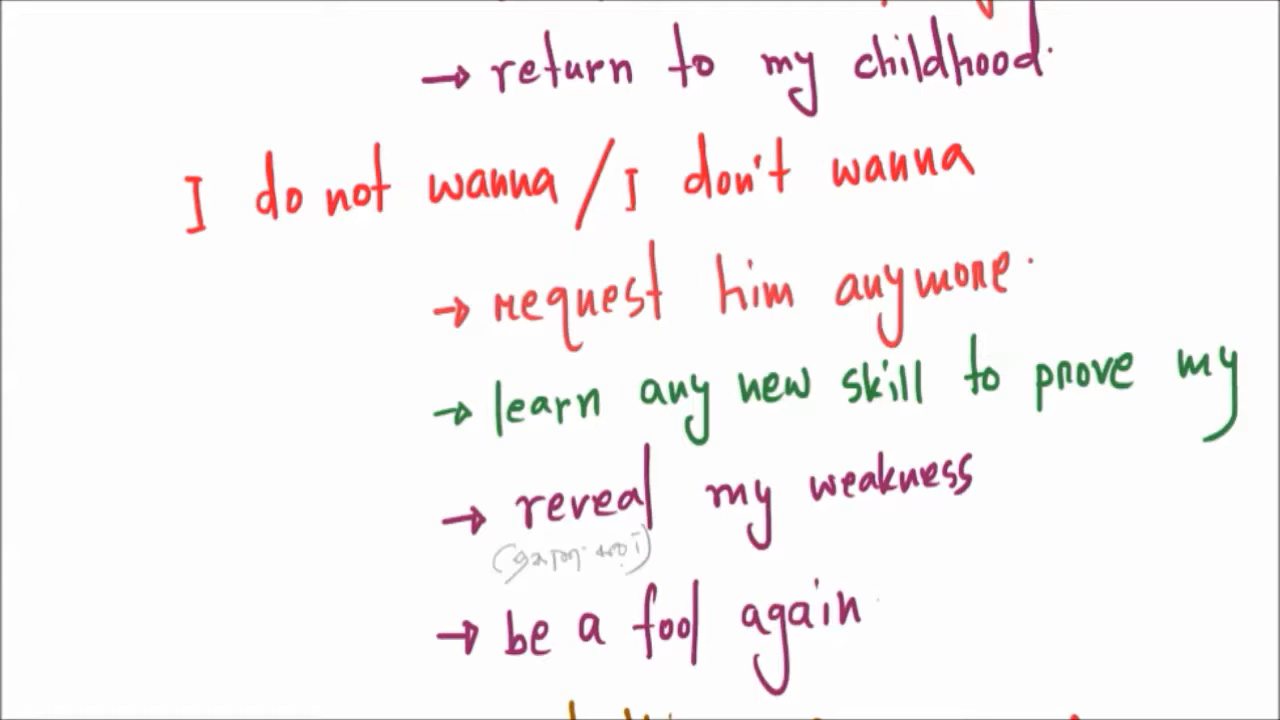 → return to my childhood.
I do not wanna / I don't wanna
→ request him anymore.
→ learn any new skill to prove my
→ reveal my weakness
→ be a fool again